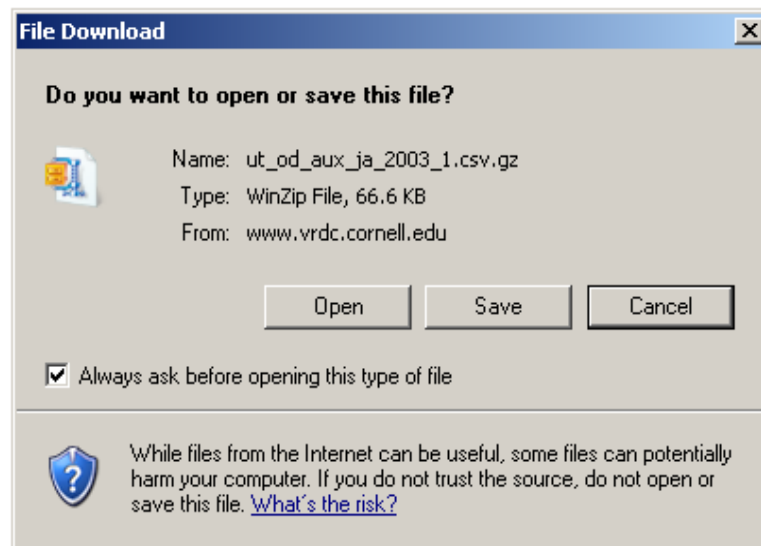 File Download
Do you want to open or save this file?
Name: ut_od_aux_ja_2003_1.csv.gz
Type: WinZip File, 66.6 KB
From: www.vrdc.cornell.edu
Open Save Cancel
Always ask before opening this type of file
While files from the Internet can be useful, some files can potentially
harm your computer. If you do not trust the source, do not open or
save this file. What's the risk?